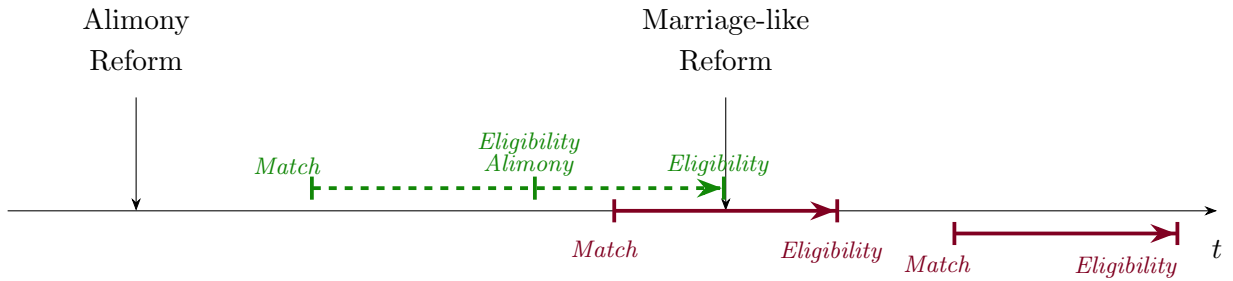 Alimony
Reform
Marriage-like
Reform
Match
Eligibility
Alimony
Eligibility
Match
Eligibility
Match
Eligibility
t